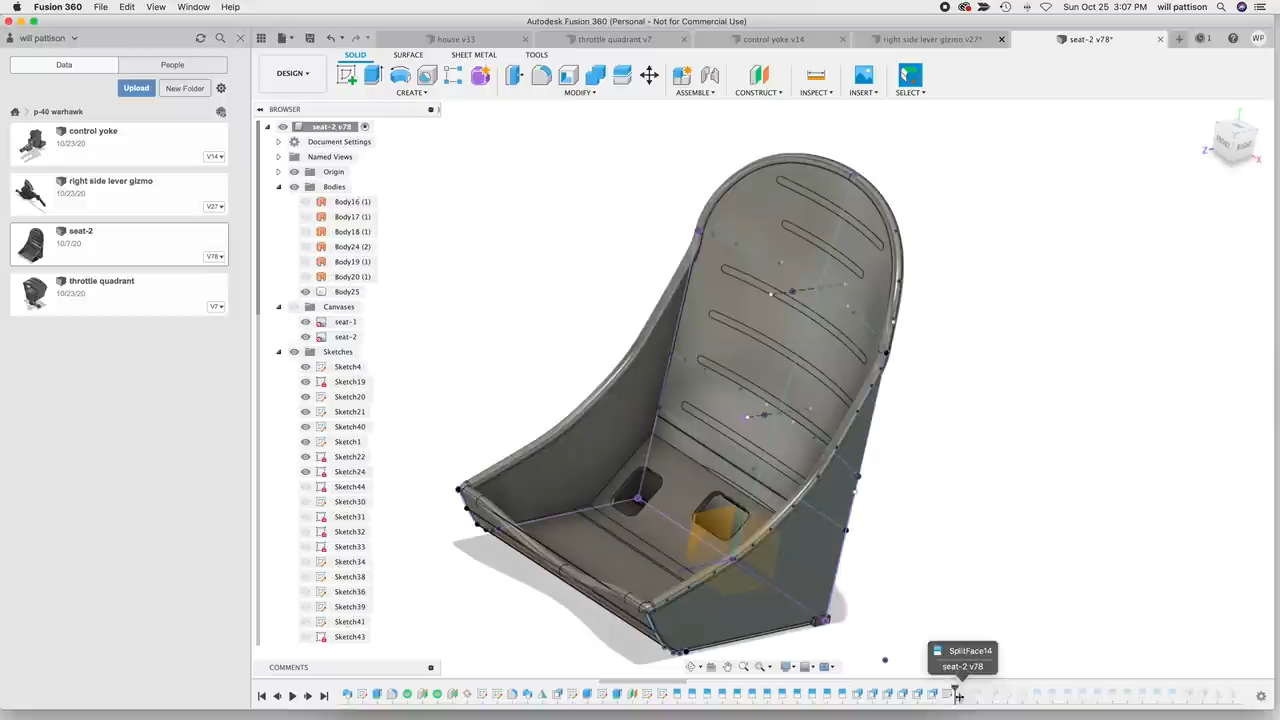 Fusion 360 File Edit View Window Help
Sun Oct 25 3:07 PM will pattison
Autodesk Fusion 360 (Personal - Not for Commercial Use)
will pattison
house v33
throttle quadrant v7
control yoke v14
right side lever gizmo v27*
seat-2 v78*
1
WP
Data
People
Upload
New Folder
p-40 warhawk
control yoke
10/23/20
V14
right side lever gizmo
10/23/20
V27
seat-2
10/7/20
V78
throttle quadrant
10/23/20
V7
SOLID
SURFACE
SHEET METAL
TOOLS
DESIGN
CREATE
MODIFY
ASSEMBLE
CONSTRUCT
INSPECT
INSERT
SELECT
BROWSER
seat-2 v78
Document Settings
Named Views
Origin
Bodies
Body16 (1)
Body17 (1)
Body18 (1)
Body24 (2)
Body19 (1)
Body20 (1)
Body25
Canvases
seat-1
seat-2
Sketches
Sketch4
Sketch19
Sketch20
Sketch21
Sketch40
Sketch1
Sketch22
Sketch24
Sketch44
Sketch30
Sketch31
Sketch32
Sketch33
Sketch34
Sketch38
Sketch36
Sketch39
Sketch41
Sketch43
FRONT
RIGHT
Z
Y
X
COMMENTS
SplitFace14
seat-2 v78